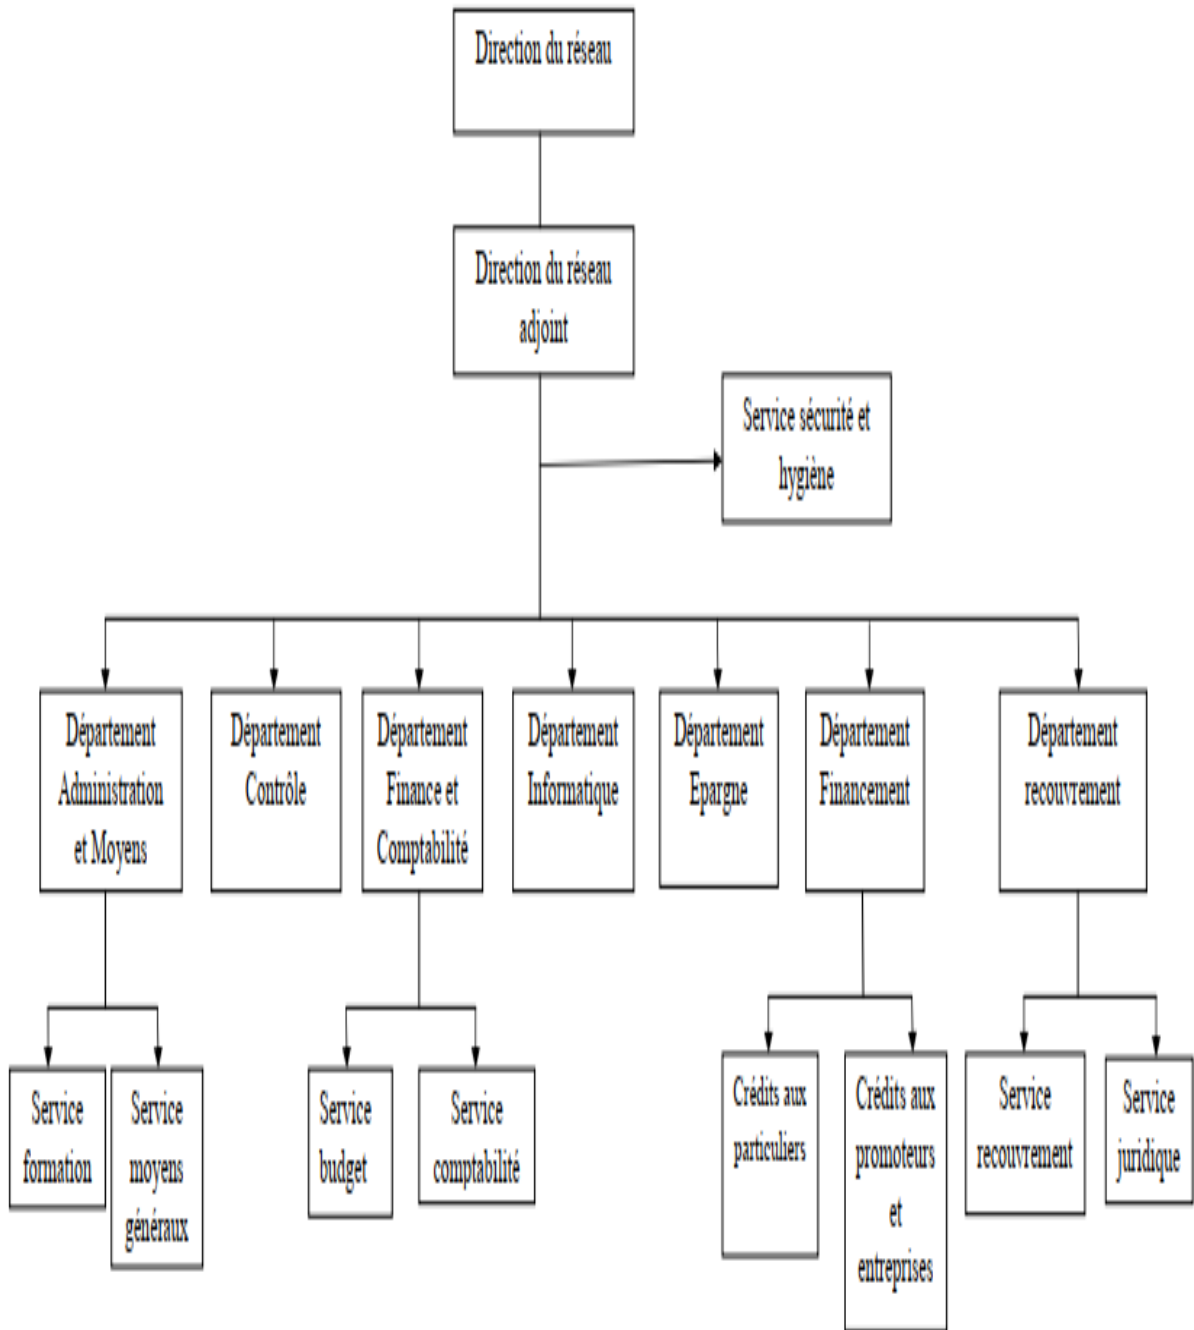 Direction du réseau
Direction du réseau
adjoint
Service sécurité et
hygiène
Département
Administration
et Moyens
Département
Contrôle
Département
Finance et
Comptabilité
Département
Informatique
Département
Epargne
Département
Financement
Département
recouvrement
Service
formation
Service
moyens
généraux
Service
budget
Service
comptabilité
Crédits aux
particuliers
Crédits aux
promoteurs
et
entreprises
Service
recouvrement
Service
juridique